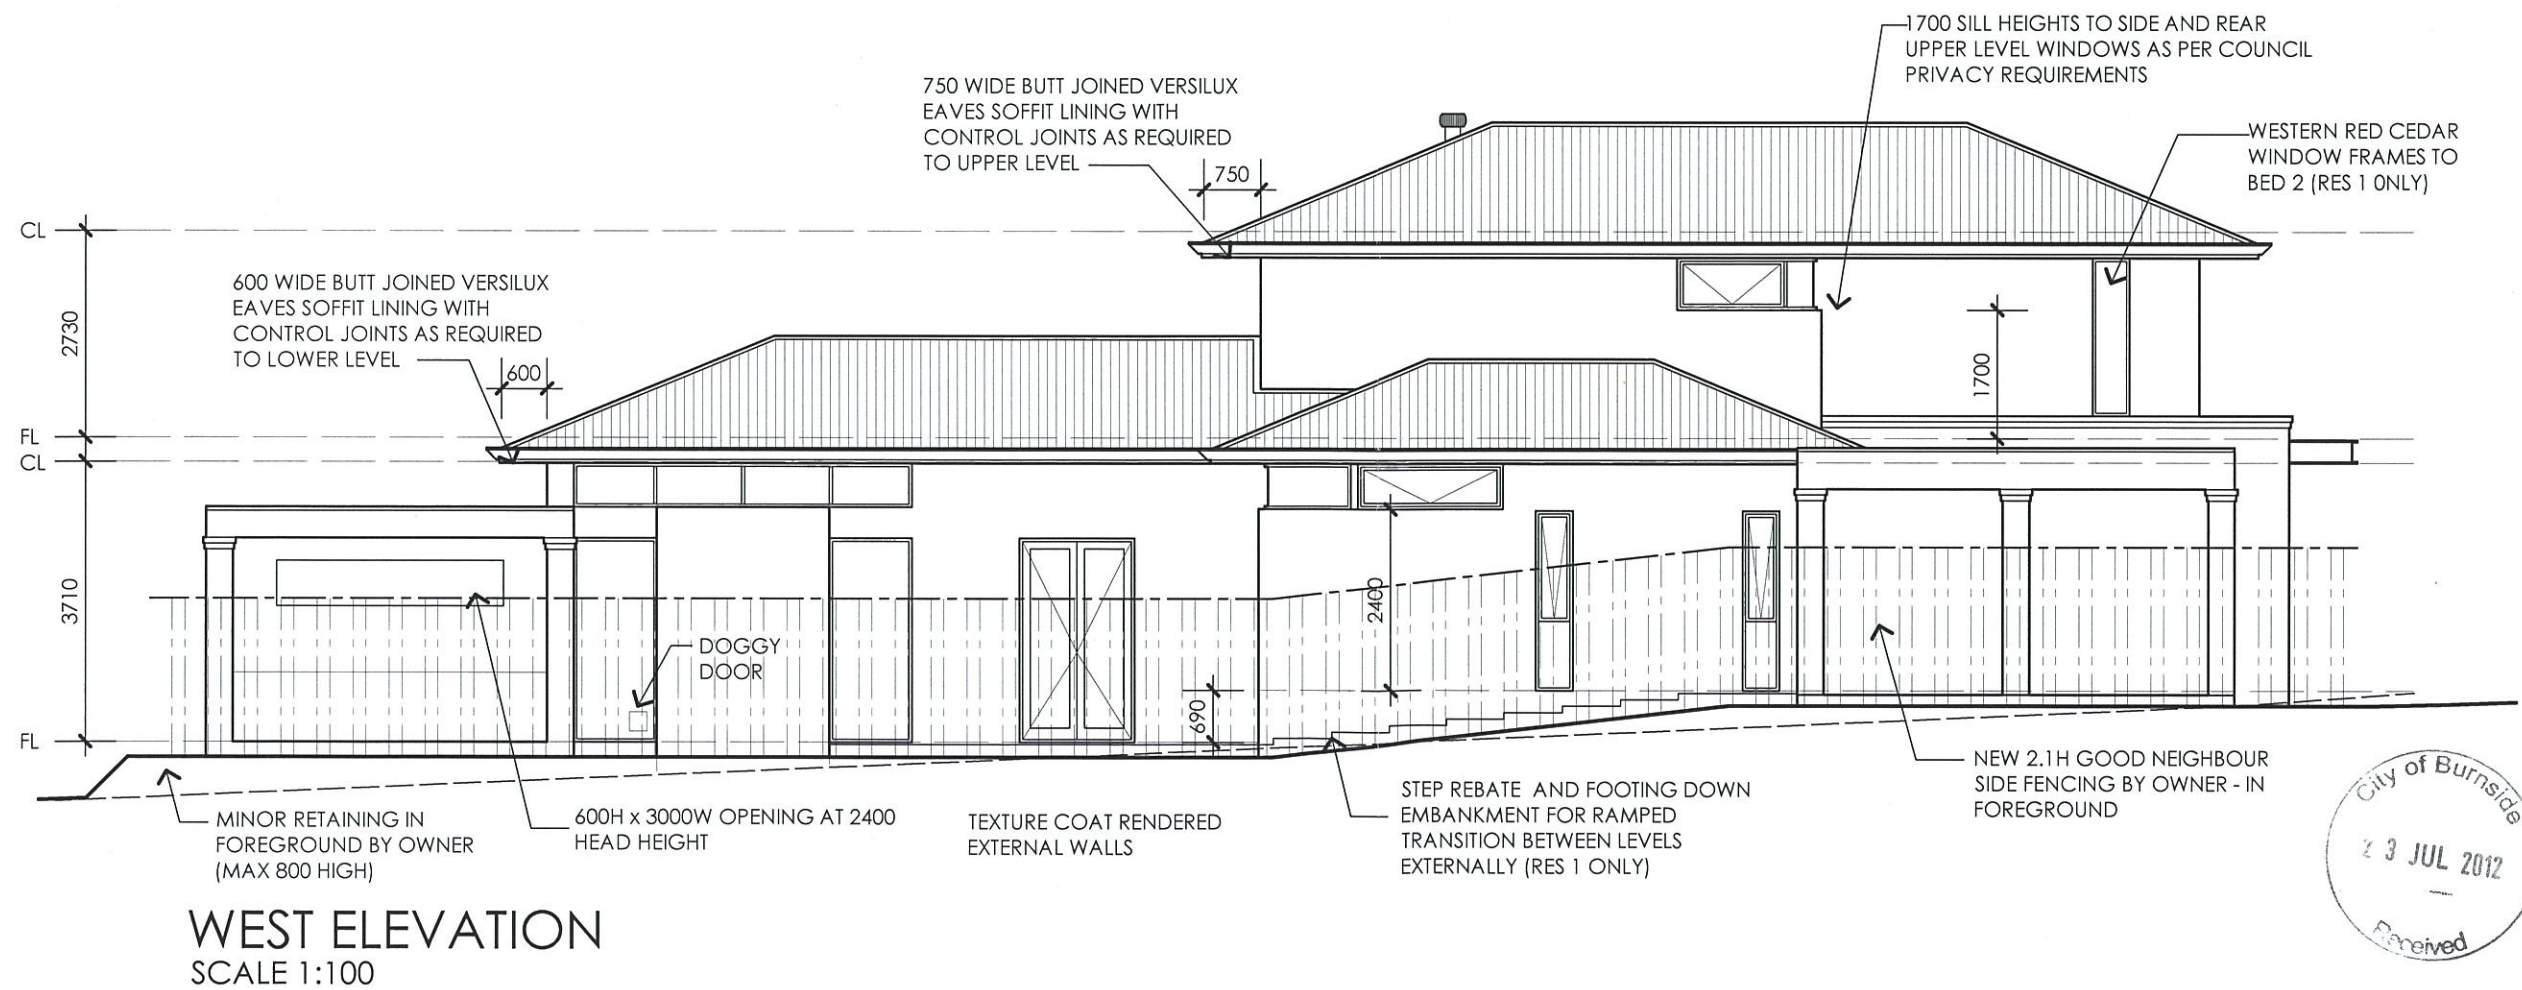 1700 SILL HEIGHTS TO SIDE AND REAR
UPPER LEVEL WINDOWS AS PER COUNCIL
PRIVACY REQUIREMENTS
750 WIDE BUTT JOINED VERSILUX
EAVES SOFFIT LINING WITH
CONTROL JOINTS AS REQUIRED
TO UPPER LEVEL
750
WESTERN RED CEDAR
WINDOW FRAMES TO
BED 2 (RES 1 0NLY)
CL
600 WIDE BUTT JOINED VERSILUX
EAVES SOFFIT LINING WITH
CONTROL JOINTS AS REQUIRED
TO LOWER LEVEL
600
2730
1700
FL
CL
3710
2400
DOGGY
DOOR
690
FL
MINOR RETAINING IN
FOREGROUND BY OWNER
(MAX 800 HIGH)
600H x 3000W OPENING AT 2400
HEAD HEIGHT
TEXTURE COAT RENDERED
EXTERNAL WALLS
STEP REBATE AND FOOTING DOWN
EMBANKMENT FOR RAMPED
TRANSITION BETWEEN LEVELS
EXTERNALLY (RES 1 ONLY)
NEW 2.1H GOOD NEIGHBOUR
SIDE FENCING BY OWNER - IN
FOREGROUND
City of Burnside
23 JUL 2012
Received
WEST ELEVATION
SCALE 1:100